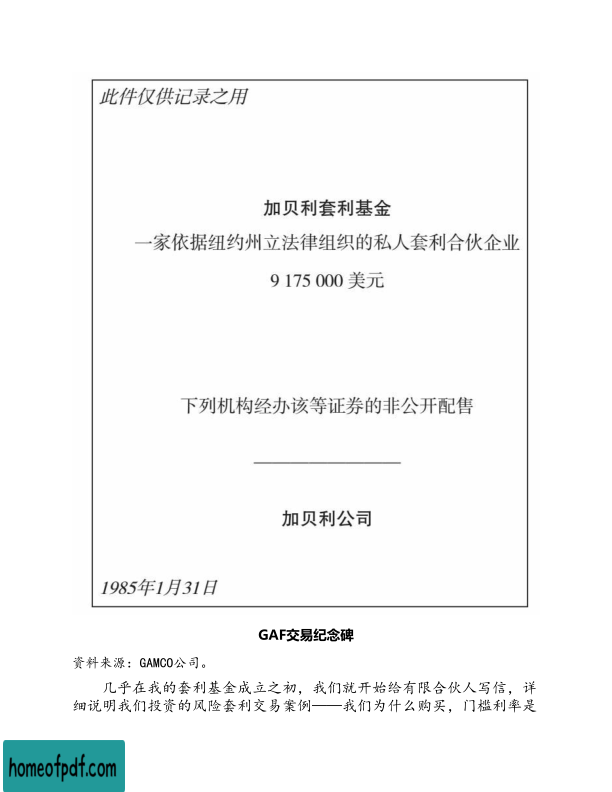 此件仅供记录之用
加贝利套利基金
一家依据纽约州立法律组织的私人套利合伙企业
9 175 000 美元
下列机构经办该等证券的非公开配售
加贝利公司
1985年1月31日
GAF交易纪念碑
资料来源：GAMCO公司。
几乎在我的套利基金成立之初，我们就开始给有限合伙人写信，详
细说明我们投资的风险套利交易案例——我们为什么购买，门槛利率是
homeofpdf.com